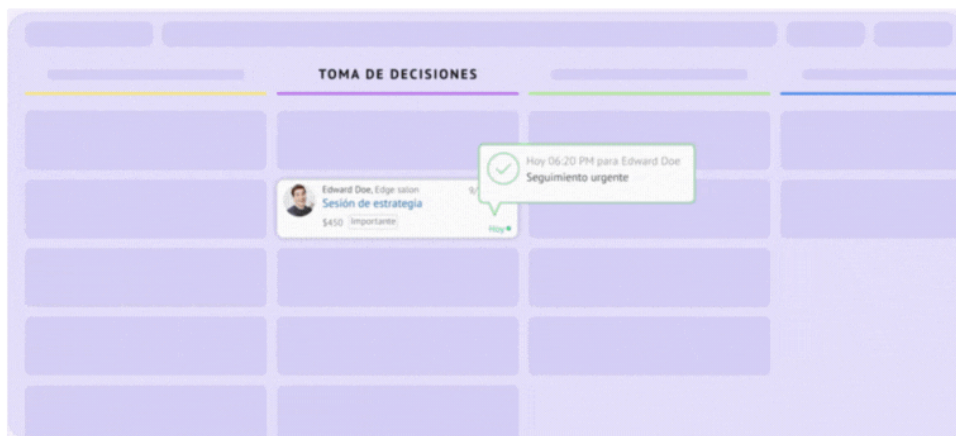 TOMA DE DECISIONES
Hoy 06:20 PM para Edward Doe
Seguimiento urgente
Edward Doe, Edge salon
9/
Sesión de estrategia
$450 Importante
Hoy